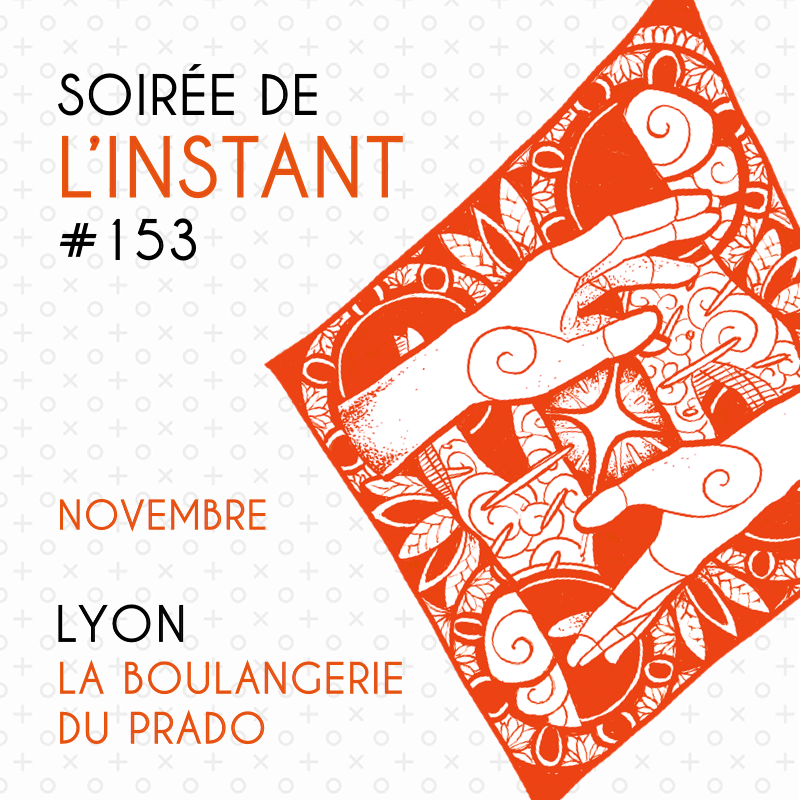 SOIRÉE DE
L'INSTANT
#153
NOVEMBRE
LYON
LA BOULANGERIE
DU PRADO